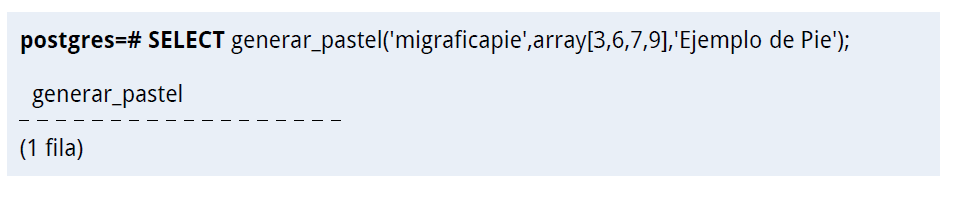 postgres=# SELECT generar_pastel('migraficapie',array[3,6,7,9],'Ejemplo de Pie');
generar_pastel
- - - - - - - - - - - - - - - - - -
(1 fila)